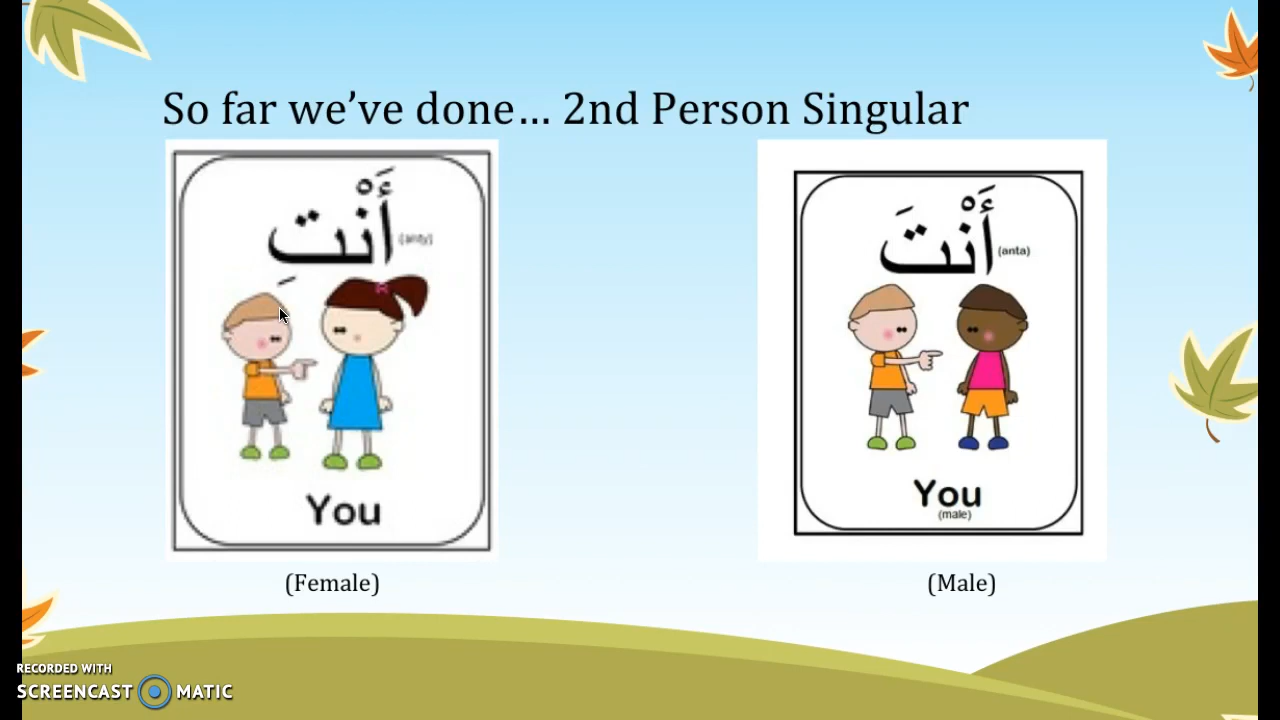 So far we've done... 2nd Person Singular
أَنْتِ
(anty)
You
(Female)
أَنْتَ
(anta)
You
(male)
(Male)
RECORDED WITH
SCREENCAST MATIC